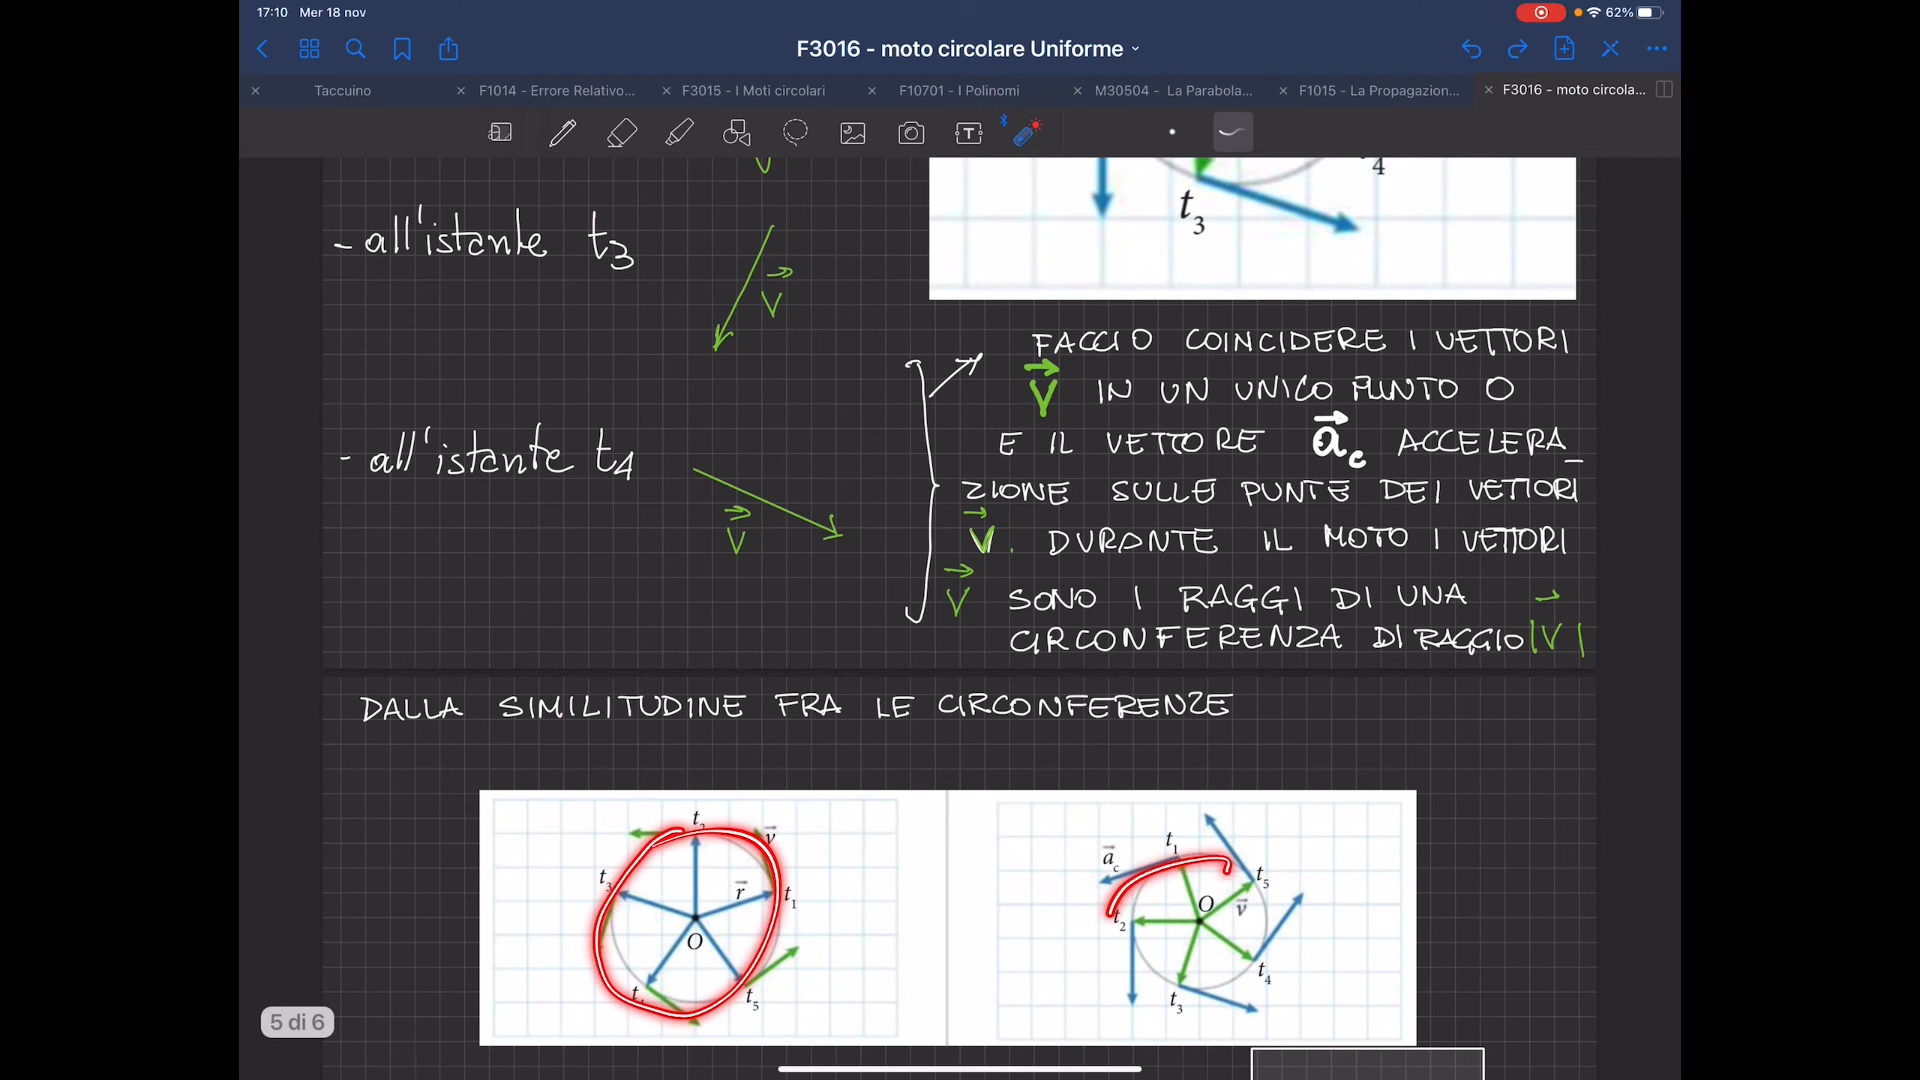 17:10 Mer 18 nov
62%
F3016 - moto circolare Uniforme
Taccuino
F1014 - Errore Relativo...
F3015 - I Moti circolari
F10701 - I Polinomi
M30504 - La Parabola...
F1015 - La Propagazion...
F3016 - moto circola...
V
4
t3
- all'istante t3
V
FACCIO COINCIDERE I VETTORI
V IN UN UNICO PUNTO O
- all'istante t4
E IL VETTORE ac ACCELERA_
ZIONE SULLE PUNTE DEI VETTORI
V
V. DURANTE IL MOTO I VETTORI
V SONO I RAGGI DI UNA
CIRCONFERENZA DI RAGGIO |V|
DALLA SIMILITUDINE FRA LE CIRCONFERENZE
t2 v
t3 r t1
O
t4 t5
t1
ac t5
O v
t2
t4
t3
5 di 6